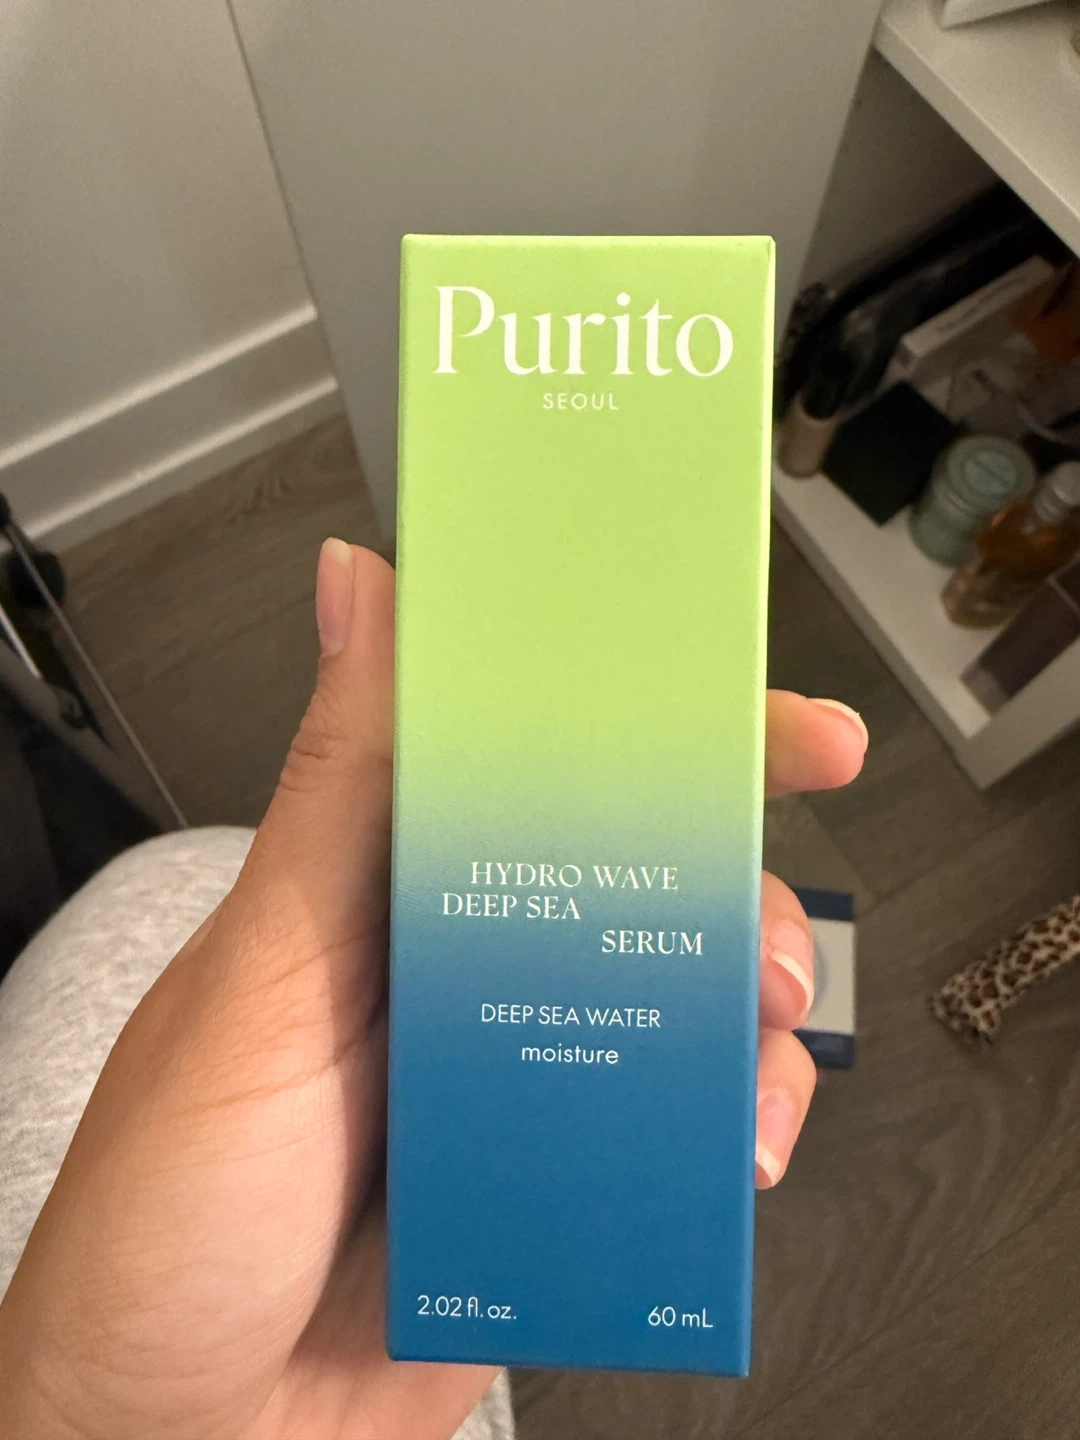 Purito
SEOUL
HYDRO WAVE
DEEP SEA
SERUM
DEEP SEA WATER
moisture
2.02 fl. oz. 60 mL